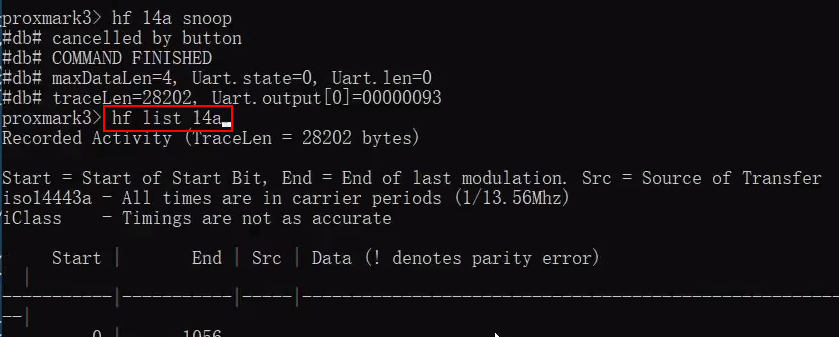 proxmark3> hf 14a snoop
#db# cancelled by button
#db# COMMAND FINISHED
#db# maxDataLen=4, Uart.state=0, Uart.len=0
#db# traceLen=28202, Uart.output[0]=00000093
proxmark3> hf list 14a
Recorded Activity (TraceLen = 28202 bytes)
Start = Start of Start Bit, End = End of last modulation. Src = Source of Transfer
iso14443a - All times are in carrier periods (1/13.56Mhz)
iClass    - Timings are not as accurate
Start |        End | Src | Data (! denotes parity error)
|
-----------|-----------|-----|--------------------------------------------------------
--|
0 |       1056